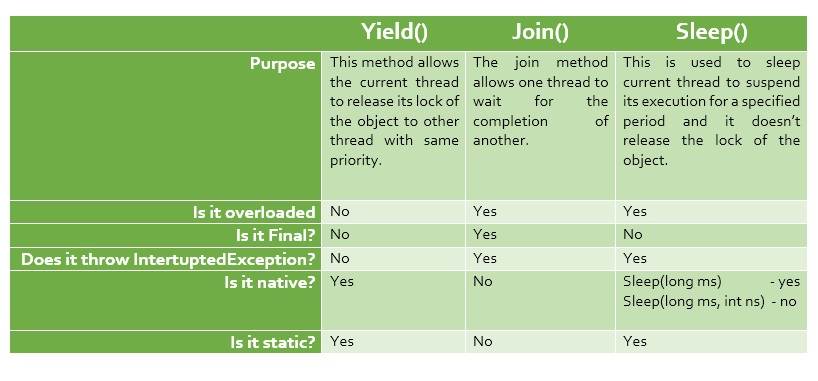 Yield() Join() Sleep()
Purpose
This method allows
the current thread
to release its lock of
the object to other
thread with same
priority.
The join method
allows one thread to
wait for the
completion of
another.
This is used to sleep
current thread to suspend
its execution for a specified
period and it doesn't
release the lock of the
object.
Is it overloaded No Yes Yes
Is it Final? No Yes No
Does it throw IntertuptedException? No Yes Yes
Is it native? Yes No Sleep(long ms) - yes
Sleep(long ms, int ns) - no
Is it static? Yes No Yes